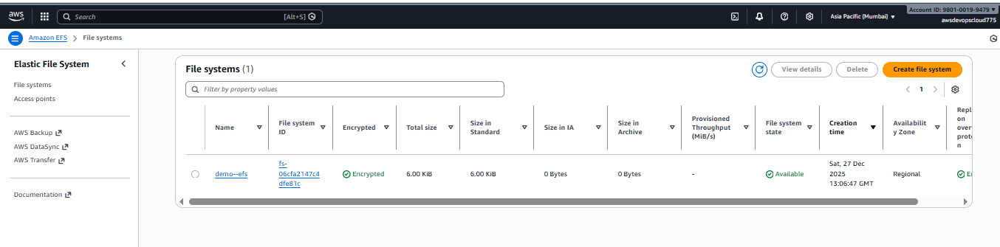 aws
Search
[Alt+S]
Asia Pacific (Mumbai)
Account ID: 9801-0019-9479
awsdevopscloud775
Amazon EFS > File systems
Elastic File System
File systems
Access points
AWS Backup
AWS DataSync
AWS Transfer
Documentation
File systems (1)
View details
Delete
Create file system
Filter by property values
1
Name
File system
ID
Encrypted
Total size
Size in
Standard
Size in IA
Size in
Archive
Provisioned
Throughput
(MiB/s)
File system
state
Creation
time
Availabilit
y Zone
Repl
on
over
prot
n
demo--efs
fs-
06cfa2147c4
dfe81c
Encrypted
6.00 KiB
6.00 KiB
0 Bytes
0 Bytes
-
Available
Sat, 27 Dec
2025
13:06:47 GMT
Regional